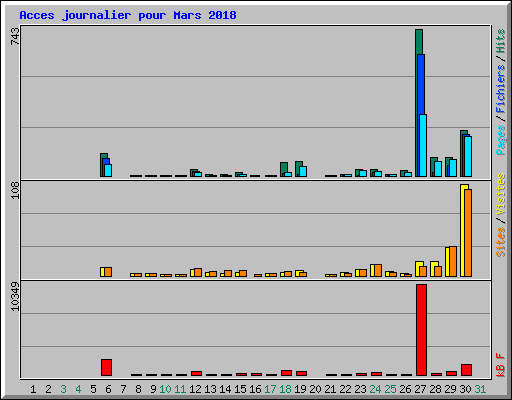 Acces journalier pour Mars 2018
743
Pages/Fichiers/Hits
108
Sites/Visites
10349
kB F
1 2 3 4 5 6 7 8 9 10 11 12 13 14 15 16 17 18 19 20 21 22 23 24 25 26 27 28 29 30 31